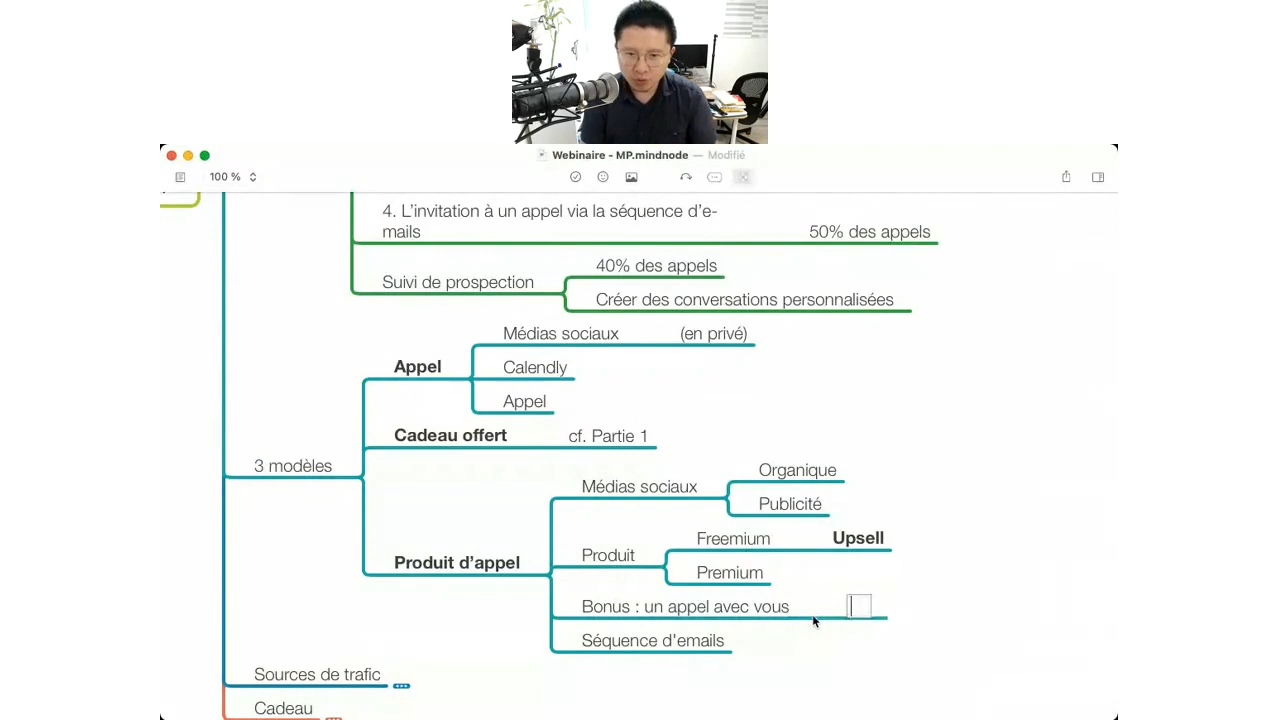 Webinaire - MP.mindnode — Modifié
100 %
4. L’invitation à un appel via la séquence d’e-
mails
50% des appels
Suivi de prospection
40% des appels
Créer des conversations personnalisées
3 modèles
Appel
Médias sociaux
(en privé)
Calendly
Appel
Cadeau offert
cf. Partie 1
Produit d’appel
Médias sociaux
Organique
Publicité
Produit
Freemium
Upsell
Premium
Bonus : un appel avec vous
Séquence d'emails
Sources de trafic
Cadeau